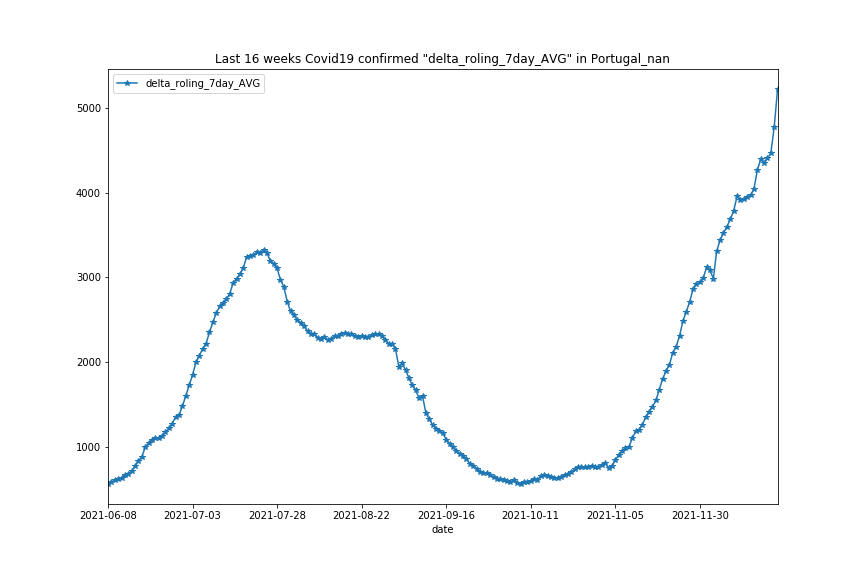 Last 16 weeks Covid19 confirmed "delta_roling_7day_AVG" in Portugal_nan
delta_roling_7day_AVG
5000
4000
3000
2000
1000
2021-06-08 2021-07-03 2021-07-28 2021-08-22 2021-09-16 2021-10-11 2021-11-05 2021-11-30
date